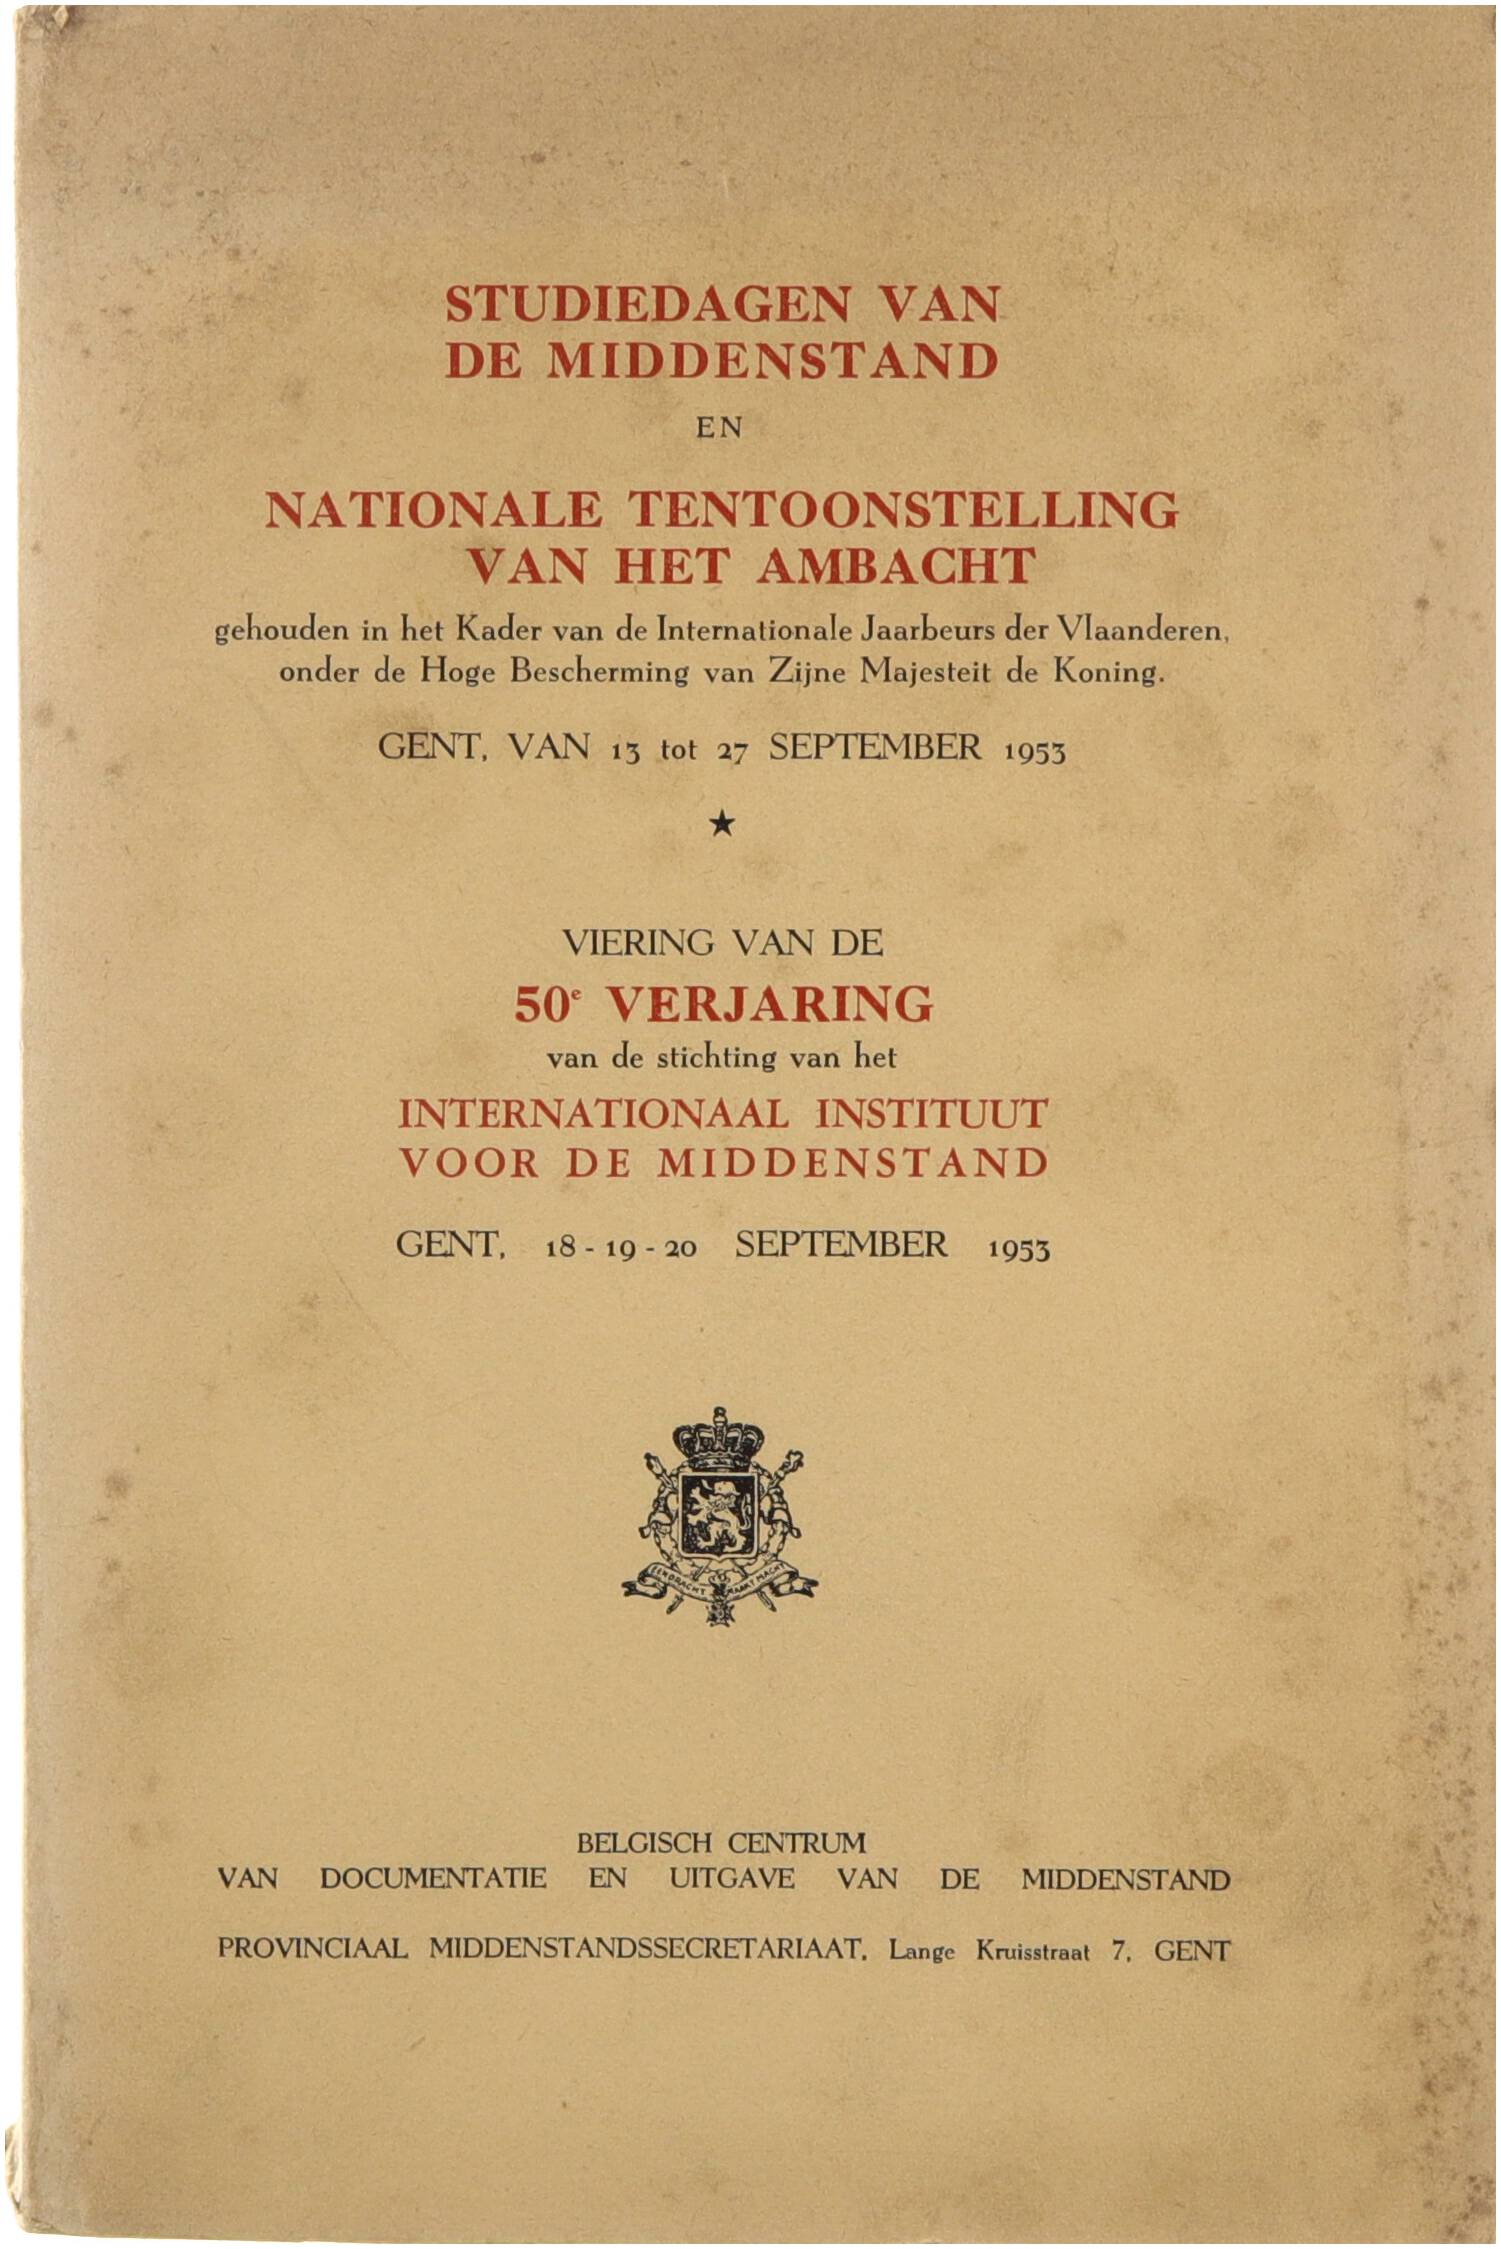 STUDIEDAGEN VAN
DE MIDDENSTAND
EN
NATIONALE TENTOONSTELLING
VAN HET AMBACHT
gehouden in het Kader van de Internationale Jaarbeurs der Vlaanderen,
onder de Hoge Bescherming van Zijne Majesteit de Koning.
GENT, VAN 13 tot 27 SEPTEMBER 1953
★
VIERING VAN DE
50e VERJARING
van de stichting van het
INTERNATIONAAL INSTITUUT
VOOR DE MIDDENSTAND
GENT, 18 - 19 - 20 SEPTEMBER 1953
EENDRACHT MAAKT MACHT
BELGISCH CENTRUM
VAN DOCUMENTATIE EN UITGAVE VAN DE MIDDENSTAND
PROVINCIAAL MIDDENSTANDSSECRETARIAAT, Lange Kruisstraat 7, GENT